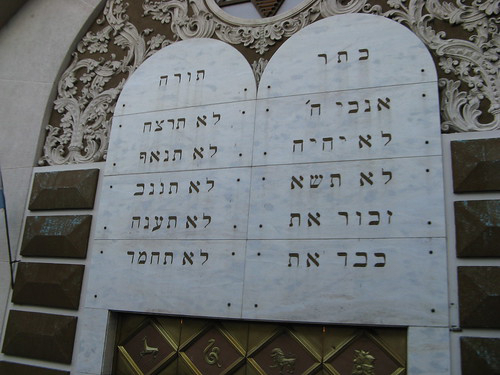 כתר
אנכי ה'
לא יהיה
לא תשא
זכור את
כבד את
תורה
לא תרצח
לא תנאף
לא תגנב
לא תענה
לא תחמד